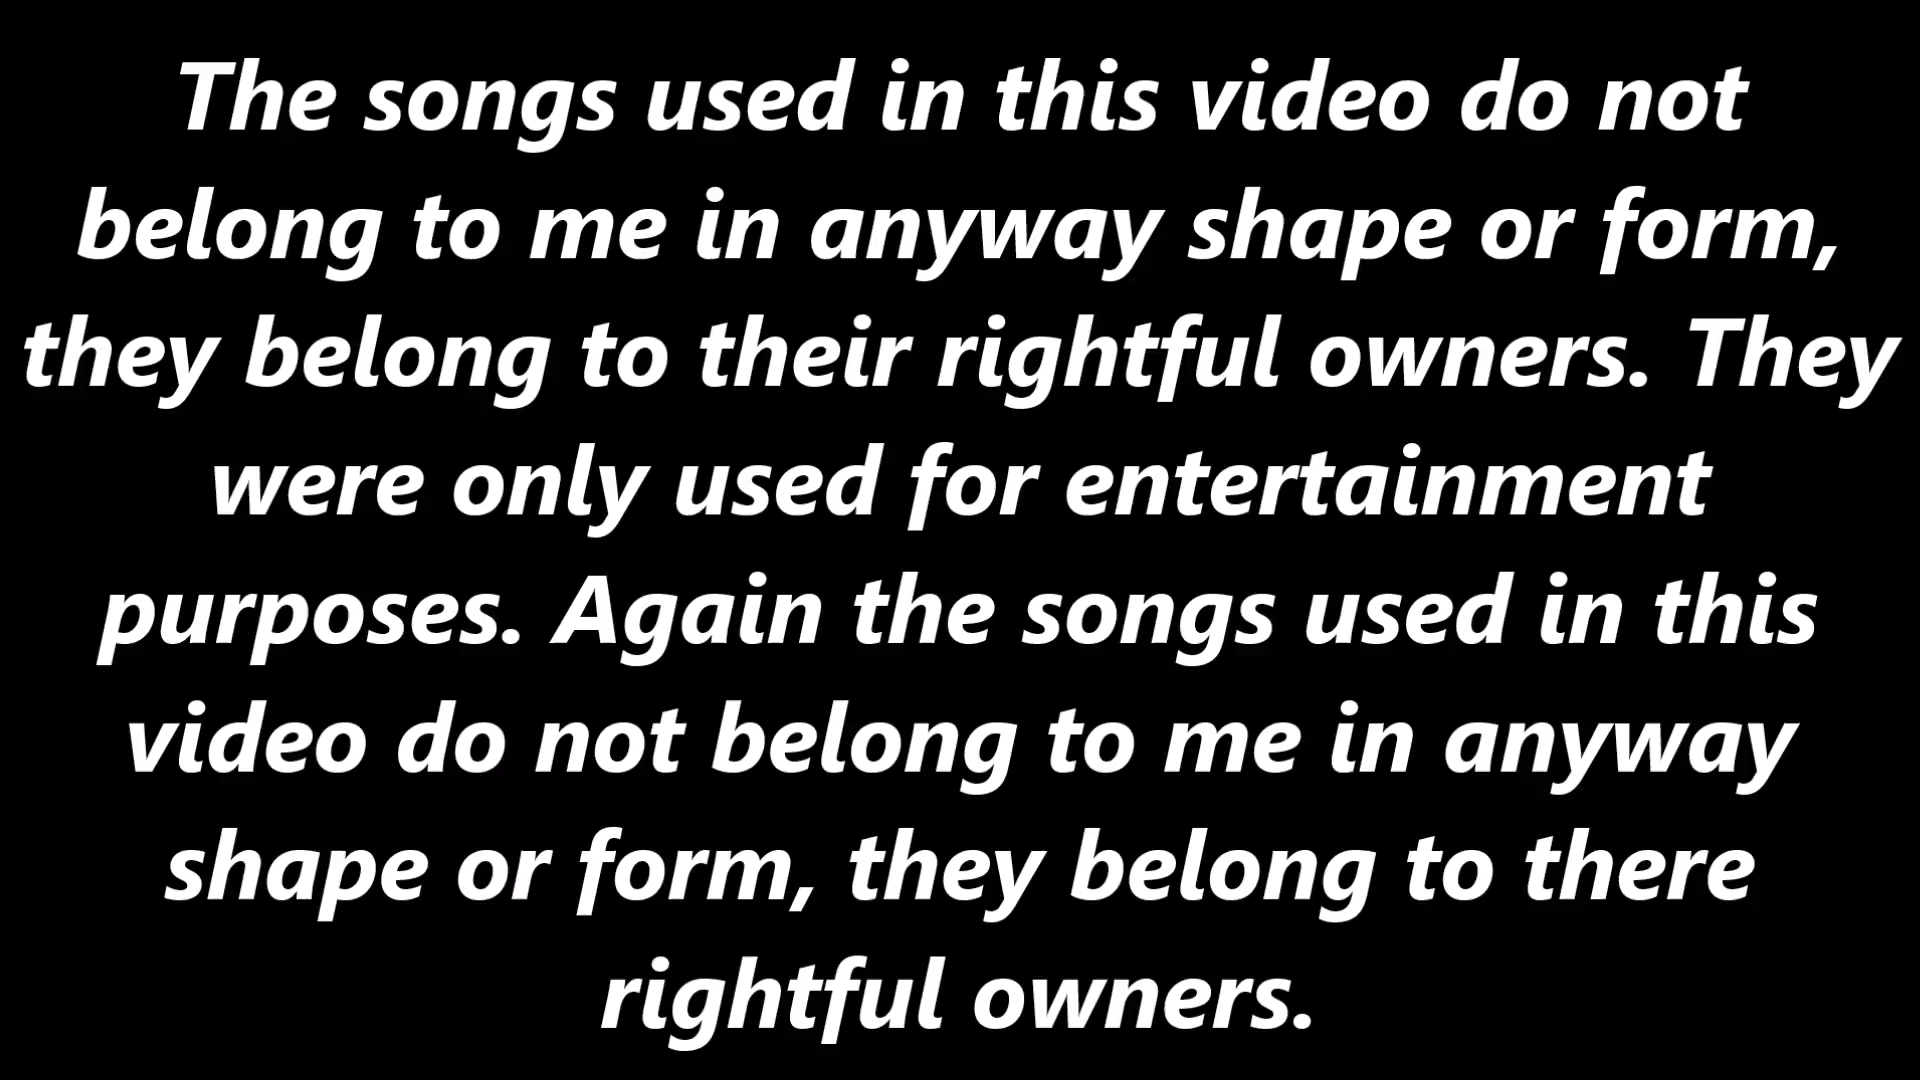 The songs used in this video do not
belong to me in anyway shape or form,
they belong to their rightful owners. They
were only used for entertainment
purposes. Again the songs used in this
video do not belong to me in anyway
shape or form, they belong to there
rightful owners.